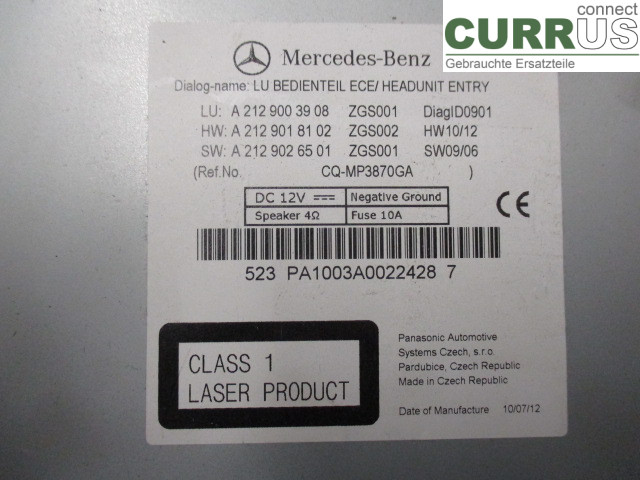 connect
CURRUS
Gebrauchte Ersatzteile
Mercedes-Benz
Dialog-name: LU BEDIENTEIL ECE/ HEADUNIT ENTRY
LU: A 212 900 39 08 ZGS001 DiagID0901
HW: A 212 901 81 02 ZGS002 HW10/12
SW: A 212 902 65 01 ZGS001 SW09/06
(Ref.No. CQ-MP3870GA )
DC 12V Negative Ground
Speaker 4Ω Fuse 10A
CE
523 PA1003A0022428 7
CLASS 1
LASER PRODUCT
Panasonic Automotive
Systems Czech, s.r.o.
Pardubice, Czech Republic
Made in Czech Republic
Date of Manufacture 10/07/12